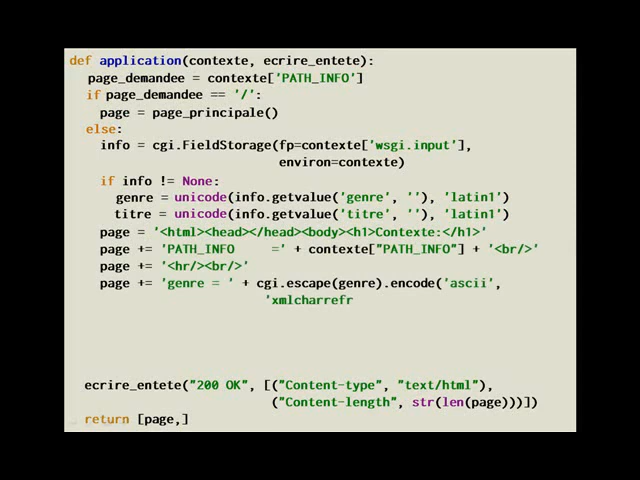 def application(contexte, ecrire_entete):
page_demandee = contexte['PATH_INFO']
if page_demandee == '/':
page = page_principale()
else:
info = cgi.FieldStorage(fp=contexte['wsgi.input'],
environ=contexte)
if info != None:
genre = unicode(info.getvalue('genre', ''), 'latin1')
titre = unicode(info.getvalue('titre', ''), 'latin1')
page = '<html><head></head><body><h1>Contexte:</h1>'
page += 'PATH_INFO     =' + contexte["PATH_INFO"] + '<br/>'
page += '<hr/><br/>'
page += 'genre = ' + cgi.escape(genre).encode('ascii',
'xmlcharrefr
ecrire_entete("200 OK", [("Content-type", "text/html"),
("Content-length", str(len(page)))])
return [page,]